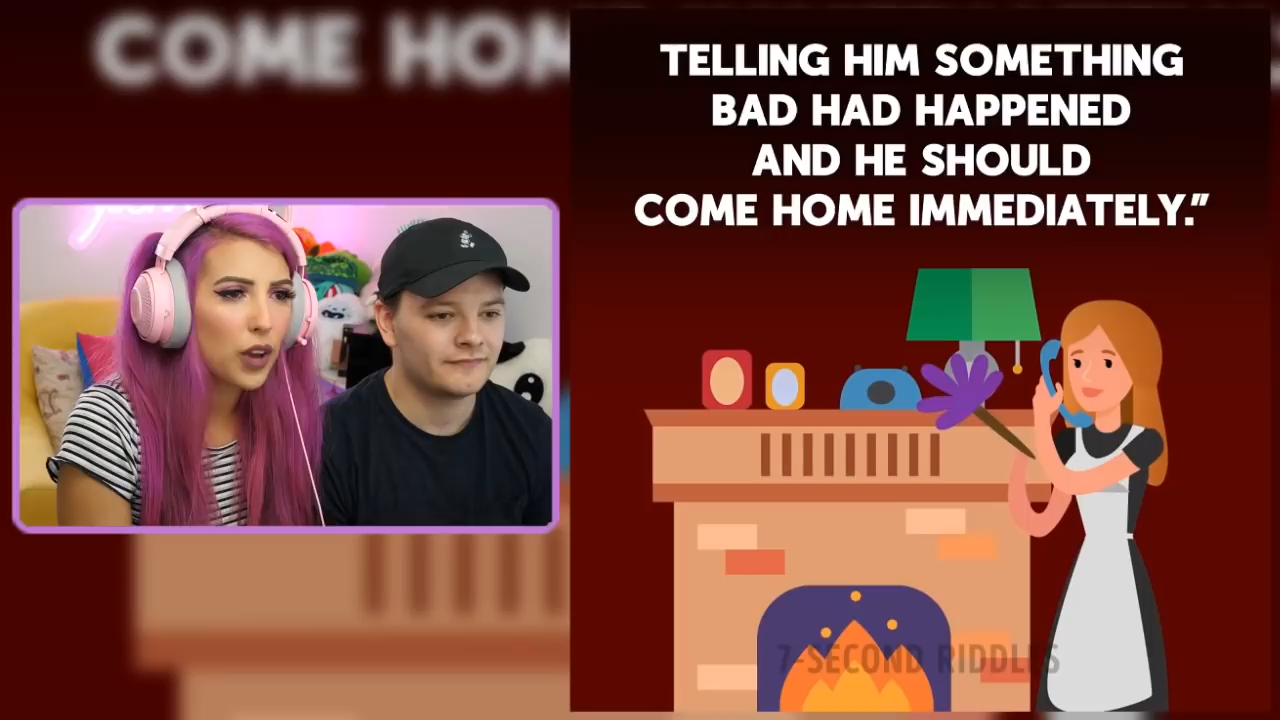 COME HOM
TELLING HIM SOMETHING
BAD HAD HAPPENED
AND HE SHOULD
COME HOME IMMEDIATELY.”
7-SECOND RIDDLES